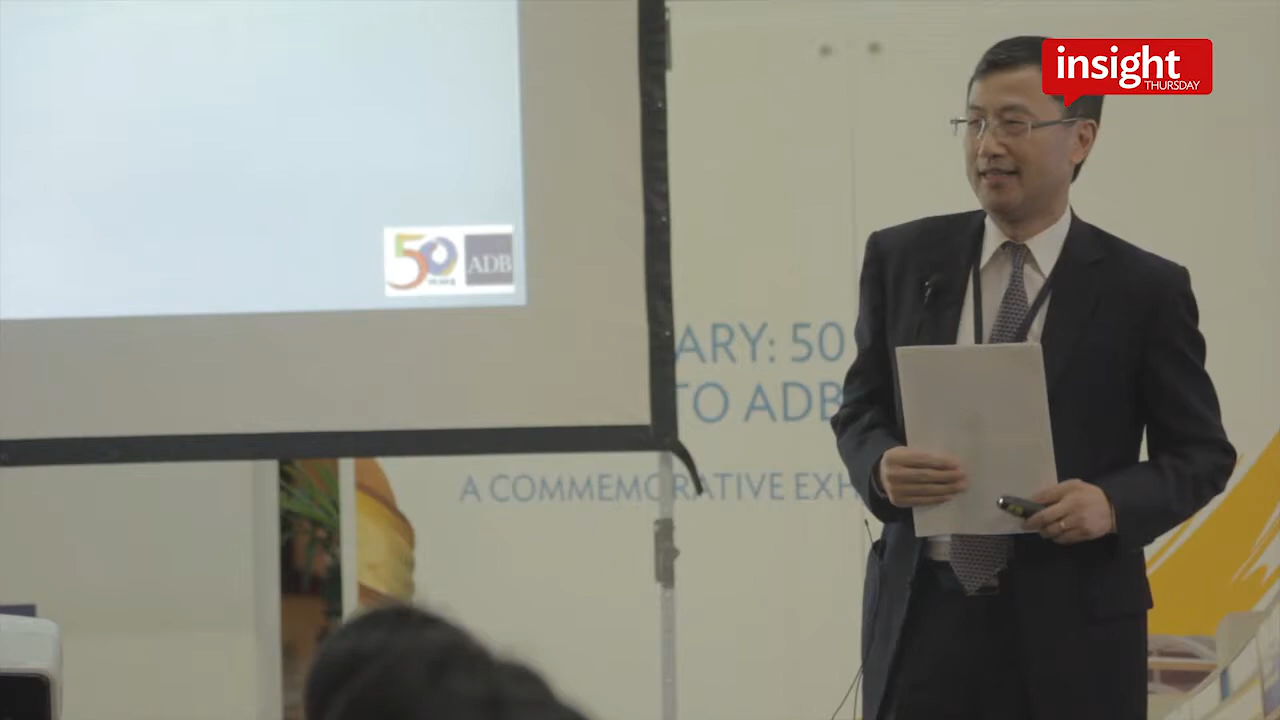 insight
THURSDAY
50
ADB
ARY: 50
TO ADB
A COMMEMORATIVE EXH